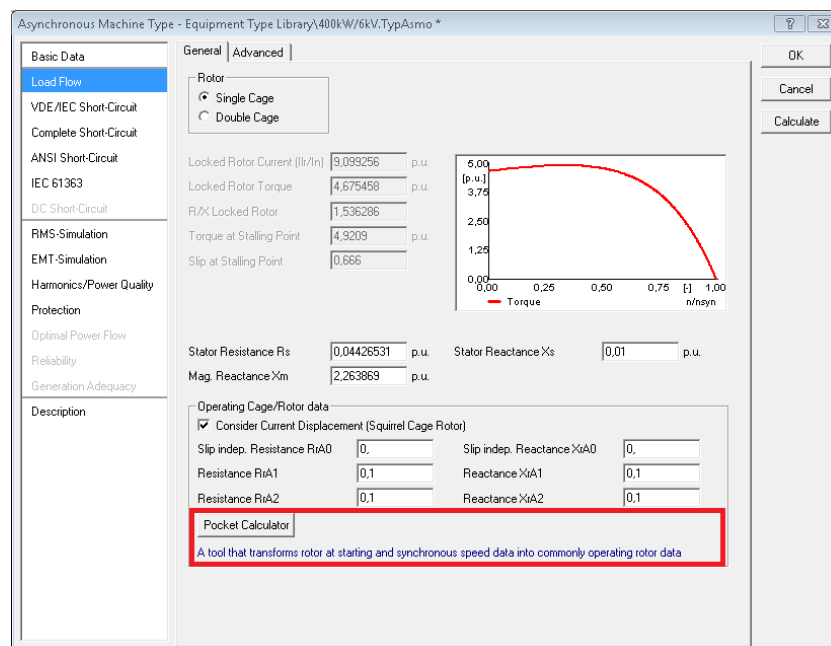 Asynchronous Machine Type - Equipment Type Library\400kW/6kV.TypAsmo *
Basic Data
Load Flow
VDE/IEC Short-Circuit
Complete Short-Circuit
ANSI Short-Circuit
IEC 61363
DC Short-Circuit
RMS-Simulation
EMT-Simulation
Harmonics/Power Quality
Protection
Optimal Power Flow
Reliability
Generation Adequacy
Description
General Advanced
Rotor
Single Cage
Double Cage
Locked Rotor Current (Ilr/In) 9,099256 p.u.
Locked Rotor Torque 4,675458 p.u.
R/X Locked Rotor 1,536286
Torque at Stalling Point 4,9209 p.u.
Slip at Stalling Point 0,666
5,00
[p.u.]
3,75
2,50
1,25
0,00
0,00 0,25 0,50 0,75 [-] 1,00
Torque n/nsyn
Stator Resistance Rs 0,04426531 p.u. Stator Reactance Xs 0,01 p.u.
Mag. Reactance Xm 2,263869 p.u.
Operating Cage/Rotor data
Consider Current Displacement (Squirrel Cage Rotor)
Slip indep. Resistance RrA0 0, Slip indep. Reactance XrA0 0,
Resistance RrA1 0,1 Reactance XrA1 0,1
Resistance RrA2 0,1 Reactance XrA2 0,1
Pocket Calculator
A tool that transforms rotor at starting and synchronous speed data into commonly operating rotor data
OK
Cancel
Calculate